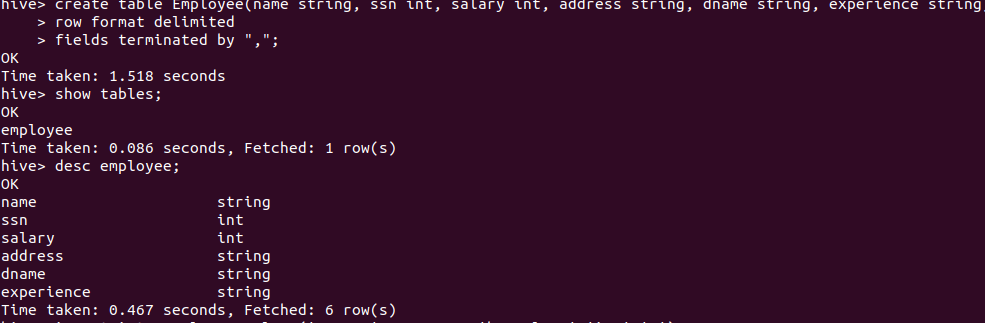 hive> create table Employee(name string, ssn int, salary int, address string, dname string, experience string
    > row format delimited
    > fields terminated by ",";
OK
Time taken: 1.518 seconds
hive> show tables;
OK
employee
Time taken: 0.086 seconds, Fetched: 1 row(s)
hive> desc employee;
OK
name                    string
ssn                     int
salary                  int
address                 string
dname                   string
experience              string
Time taken: 0.467 seconds, Fetched: 6 row(s)